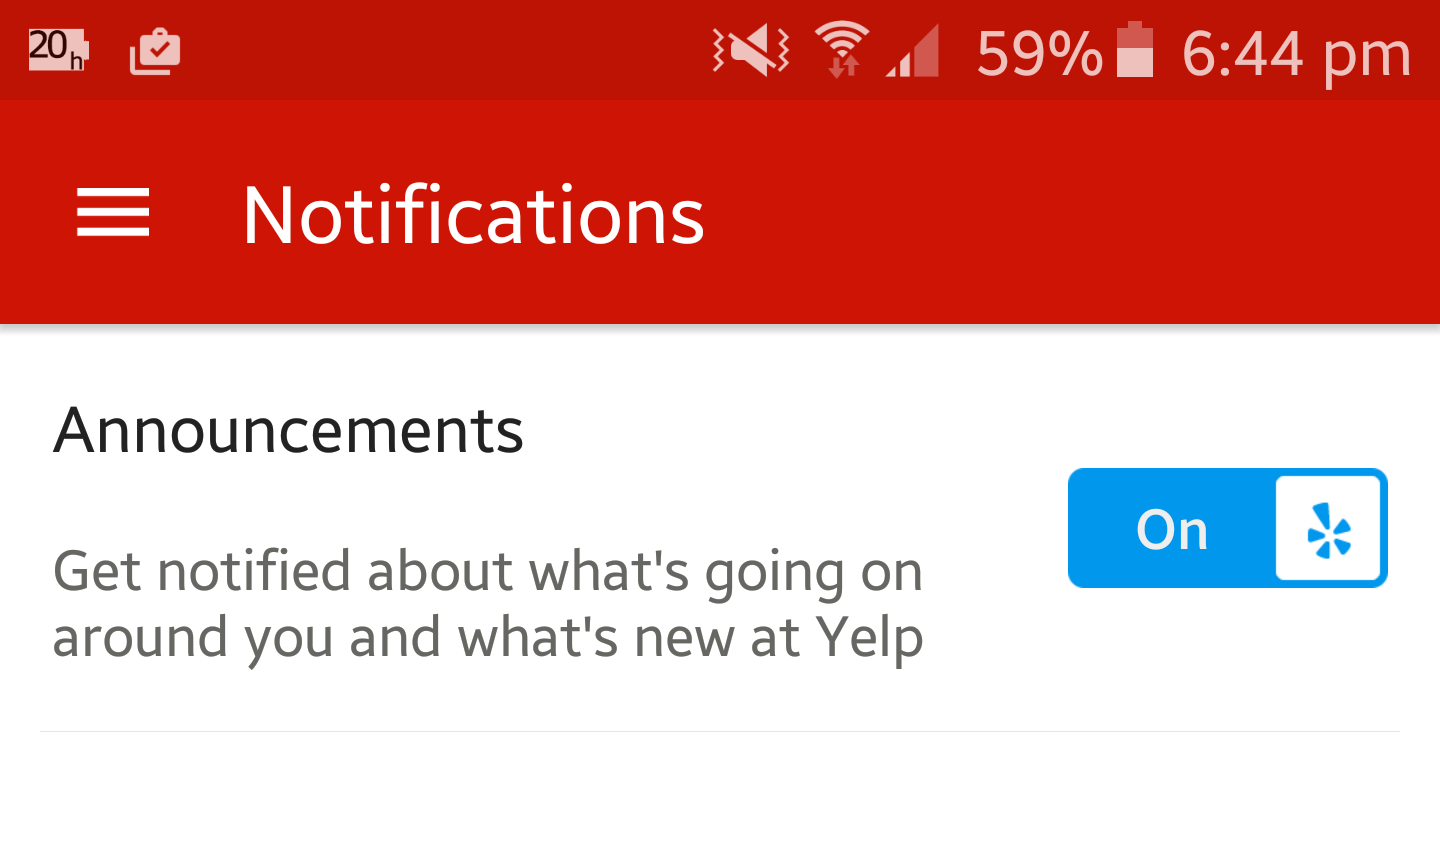 20h 59% 6:44 pm
Notifications
Announcements
On
Get notified about what's going on
around you and what's new at Yelp